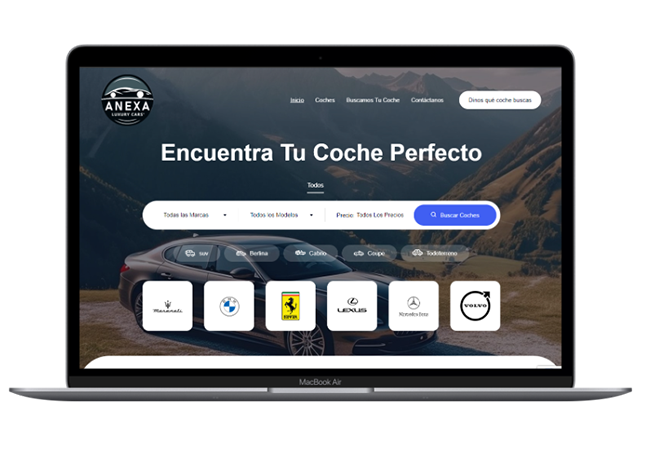 ANEXA
LUXURY CARS
Inicio Coches Buscamos Tu Coche Contáctanos Dinos qué coche buscas
Encuentra Tu Coche Perfecto
Todos
Todas las Marcas Todos los Modelos Precio: Todos Los Precios Buscar Coches
SUV Berlina Cabrio Coupe Todoterreno
Maserati Ferrari LEXUS Mercedes-Benz VOLVO
MacBook Air